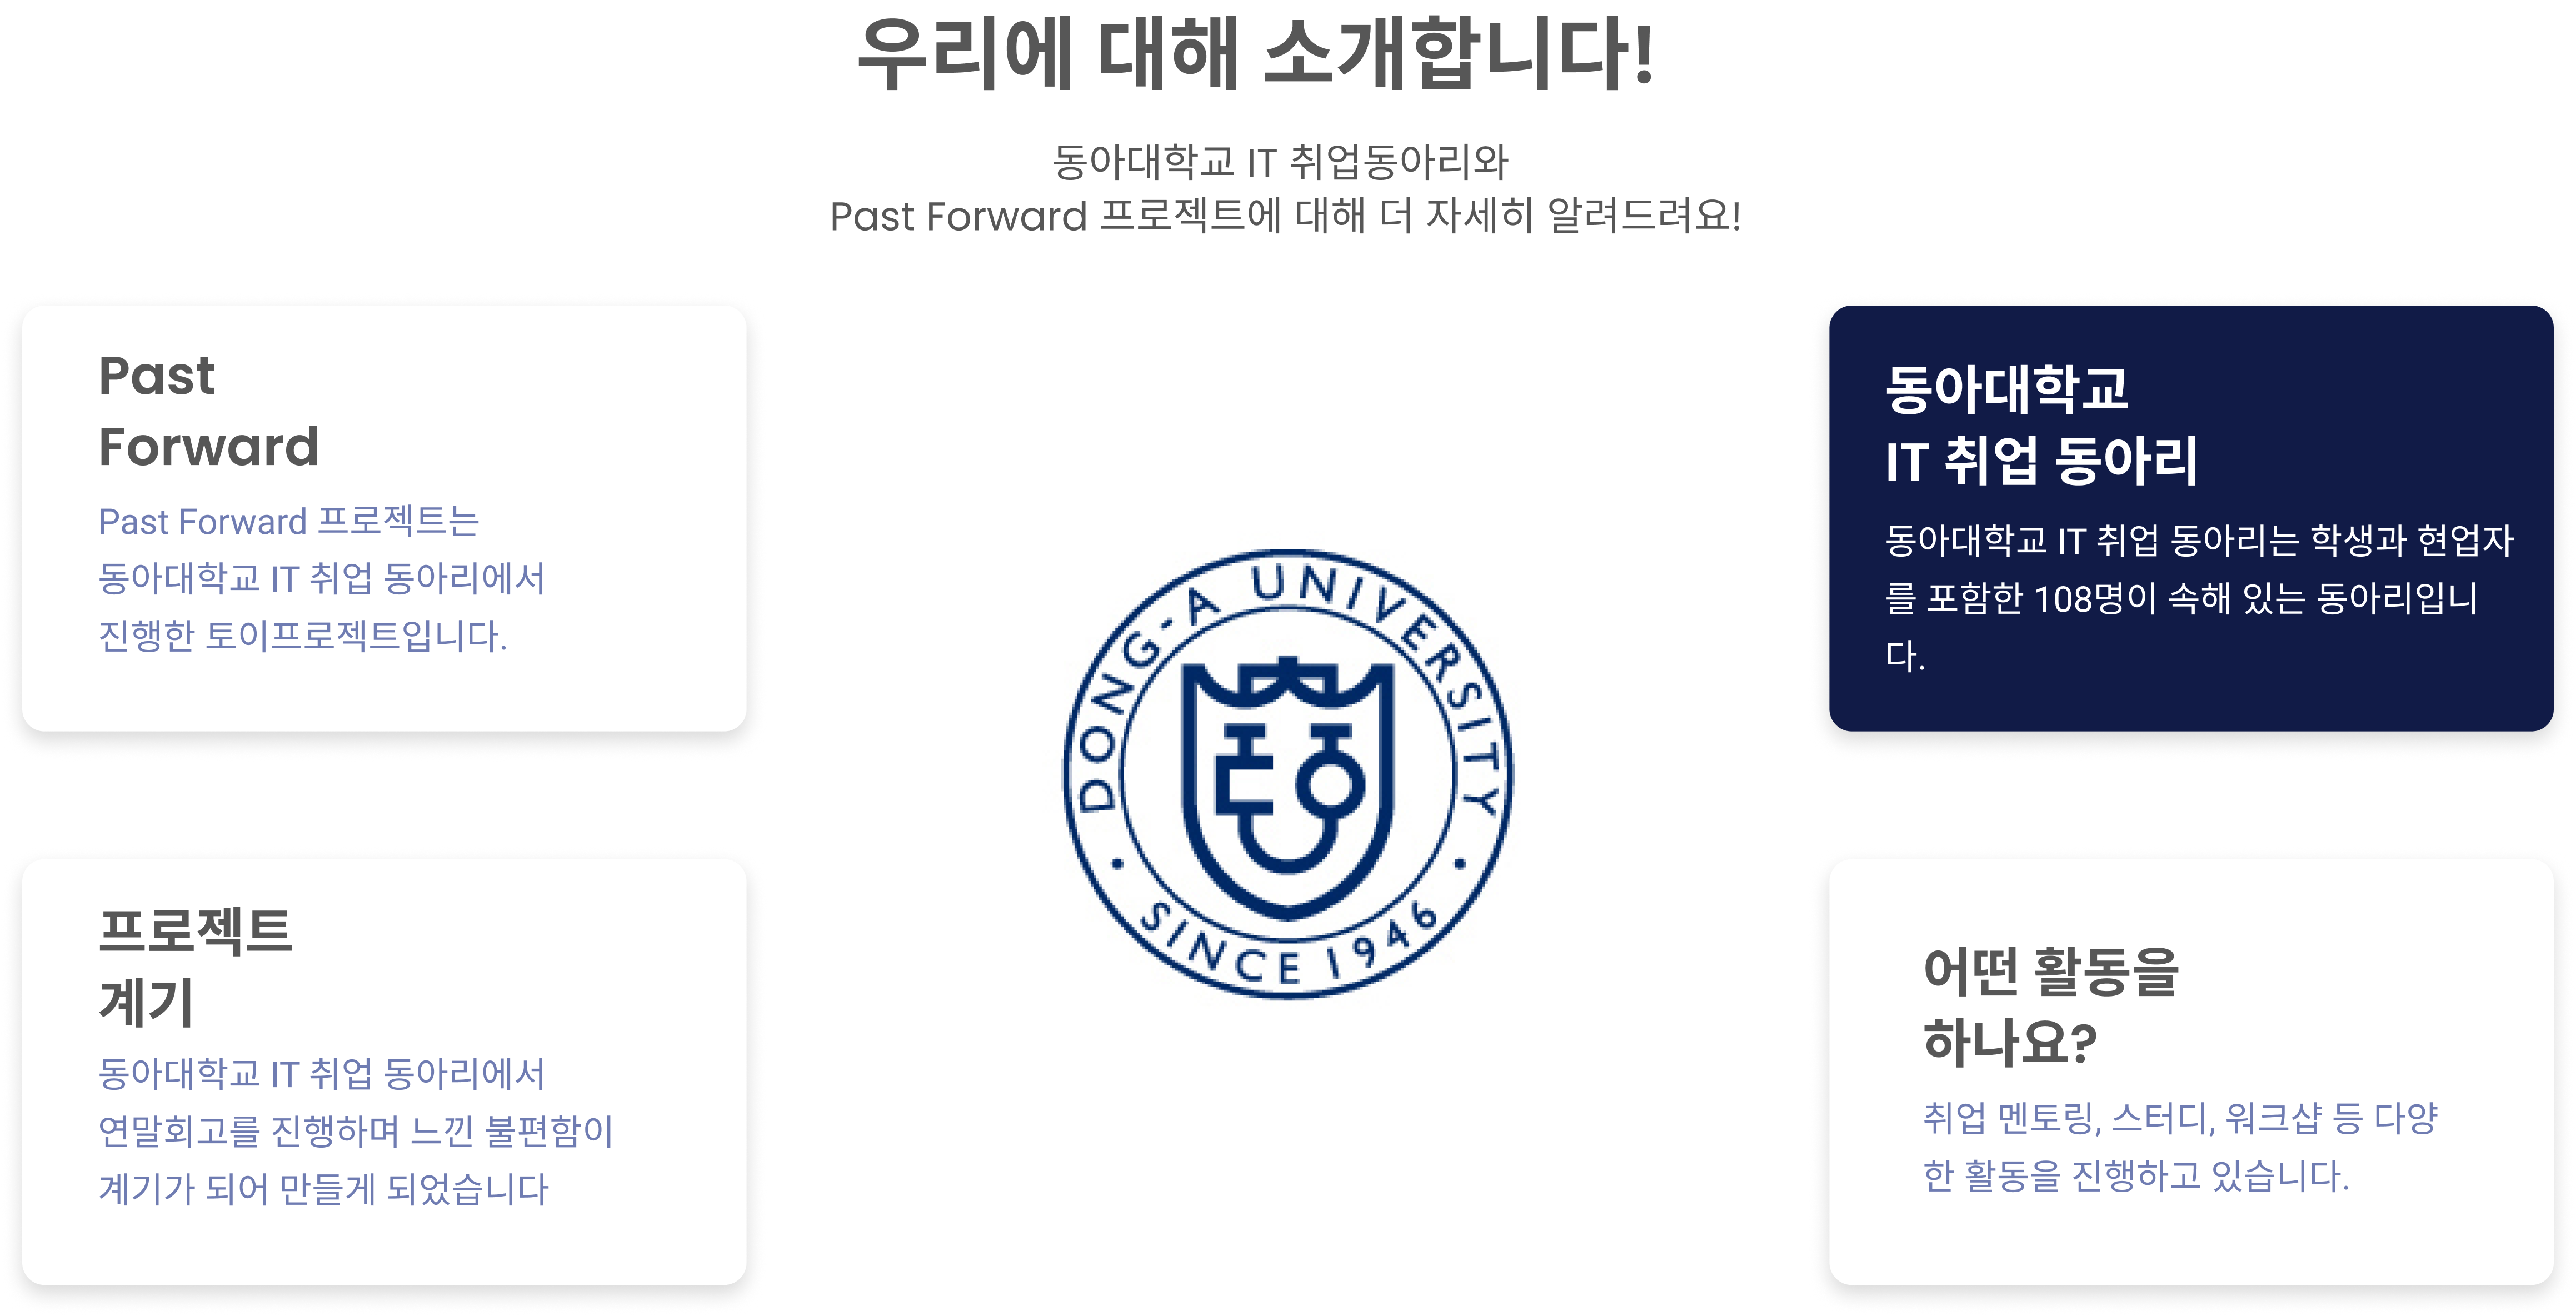 우리에 대해 소개합니다!
동아대학교 IT 취업동아리와
Past Forward 프로젝트에 대해 더 자세히 알려드려요!
Past
Forward
Past Forward 프로젝트는
동아대학교 IT 취업 동아리에서
진행한 토이프로젝트입니다.
동아대학교
IT 취업 동아리
동아대학교 IT 취업 동아리는 학생과 현업자
를 포함한 108명이 속해 있는 동아리입니
다.
DONG-A UNIVERSITY
• SINCE 1946 •
프로젝트
계기
동아대학교 IT 취업 동아리에서
연말회고를 진행하며 느낀 불편함이
계기가 되어 만들게 되었습니다
어떤 활동을
하나요?
취업 멘토링, 스터디, 워크샵 등 다양
한 활동을 진행하고 있습니다.